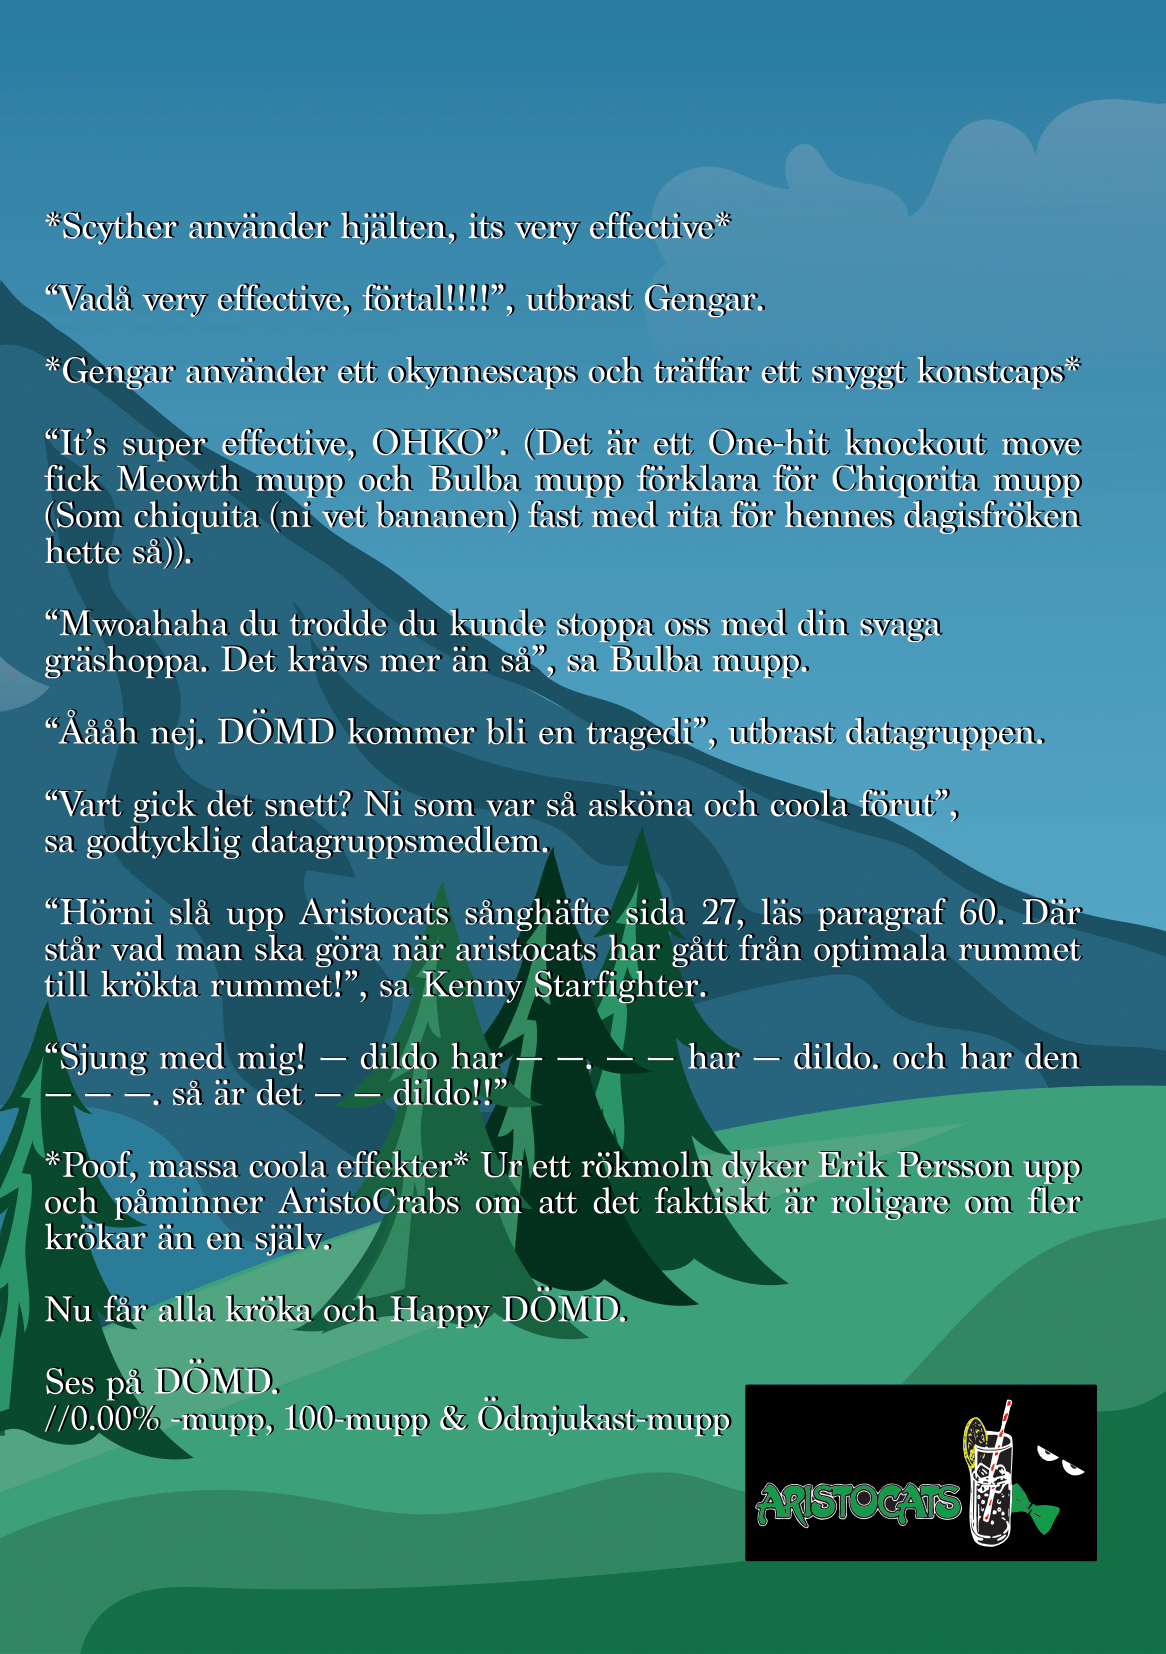 *Scyther använder hjälten, its very effective*
“Vadå very effective, förtal!!!!”, utbrast Gengar.
*Gengar använder ett okynnescaps och träffar ett snyggt konstcaps*
“It’s super effective, OHKO”. (Det är ett One-hit knockout move
fick Meowth mupp och Bulba mupp förklara för Chiqorita mupp
(Som chiquita (ni vet bananen) fast med rita för hennes dagisfröken
hette så)).
“Mwoahaha du trodde du kunde stoppa oss med din svaga
gräshoppa. Det krävs mer än så”, sa Bulba mupp.
“Åååh nej. DÖMD kommer bli en tragedi”, utbrast datagruppen.
“Vart gick det snett? Ni som var så asköna och coola förut”,
sa godtycklig datagruppsmedlem.
“Hörni slå upp Aristocats sånghäfte sida 27, läs paragraf 60. Där
står vad man ska göra när aristocats har gått från optimala rummet
till krökta rummet!”, sa Kenny Starfighter.
“Sjung med mig! — dildo har — —. — — har — dildo. och har den
— — —. så är det — — dildo!!”
*Poof, massa coola effekter* Ur ett rökmoln dyker Erik Persson upp
och påminner AristoCrabs om att det faktiskt är roligare om fler
krökar än en själv.
Nu får alla kröka och Happy DÖMD.
Ses på DÖMD.
//0.00% -mupp, 100-mupp & Ödmjukast-mupp
ARISTOCATS